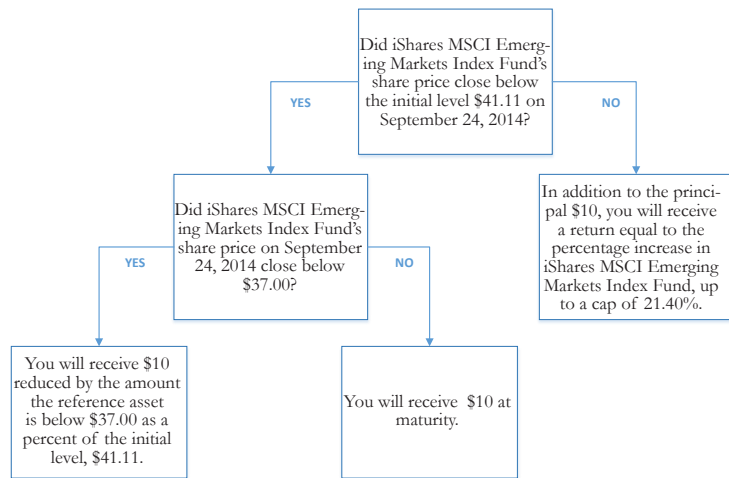 Did iShares MSCI Emerg-
ing Markets Index Fund's
share price close below
the initial level $41.11 on
September 24, 2014?
YES
NO
Did iShares MSCI Emerg-
ing Markets Index Fund's
share price on September
24, 2014 close below
$37.00?
In addition to the princi-
pal $10, you will receive
a return equal to the
percentage increase in
iShares MSCI Emerging
Markets Index Fund, up
to a cap of 21.40%.
YES
NO
You will receive $10
reduced by the amount
the reference asset
is below $37.00 as a
percent of the initial
level, $41.11.
You will receive $10 at
maturity.